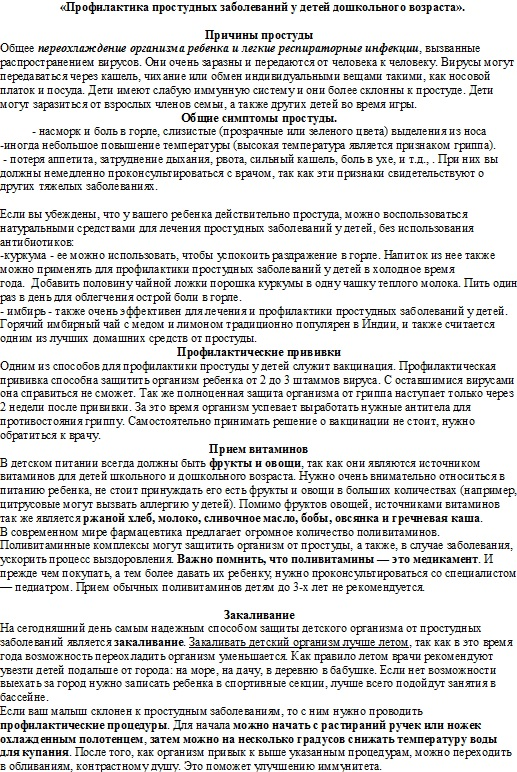 «Профилактика простудных заболеваний у детей дошкольного возраста».
Причины простуды
Общее переохлаждение организма ребенка и легкие респираторные инфекции, вызванные
распространением вирусов. Они очень заразны и передаются от человека к человеку. Вирусы могут
передаваться через кашель, чихание или обмен индивидуальными вещами такими, как носовой
платок и посуда. Дети имеют слабую иммунную систему и они более склонны к простуде. Дети
могут заразиться от взрослых членов семьи, а также других детей во время игры.
Общие симптомы простуды.
- насморк и боль в горле, слизистые (прозрачные или зеленого цвета) выделения из носа
-иногда небольшое повышение температуры (высокая температура является признаком гриппа).
- потеря аппетита, затруднение дыхания, рвота, сильный кашель, боль в ухе, и т.д., . При них вы
должны немедленно проконсультироваться с врачом, так как эти признаки свидетельствуют о
других тяжелых заболеваниях.
Если вы убеждены, что у вашего ребенка действительно простуда, можно воспользоваться
натуральными средствами для лечения простудных заболеваний у детей, без использования
антибиотиков:
-куркума - ее можно использовать, чтобы успокоить раздражение в горле. Напиток из нее также
можно применять для профилактики простудных заболеваний у детей в холодное время
года.  Добавить половину чайной ложки порошка куркумы в одну чашку теплого молока. Пить один
раз в день для облегчения острой боли в горле.
- имбирь - также очень эффективен для лечения и профилактики простудных заболеваний у детей.
Горячий имбирный чай с медом и лимоном традиционно популярен в Индии, и также считается
одним из лучших домашних средств от простуды.
Профилактические прививки
Одним из способов для профилактики простуды у детей служит вакцинация. Профилактическая
прививка способна защитить организм ребенка от 2 до 3 штаммов вируса. С оставшимися вирусами
она справиться не сможет. Так же полноценная защита организма от гриппа наступает только через
2 недели после прививки. За это время организм успевает выработать нужные антитела для
противостояния гриппу. Самостоятельно принимать решение о вакцинации не стоит, нужно
обратиться к врачу.
Прием витаминов
В детском питании всегда должны быть фрукты и овощи, так как они являются источником
витаминов для детей школьного и дошкольного возраста. Нужно очень внимательно относиться в
питанию ребенка, не стоит принуждать его есть фрукты и овощи в больших количествах (например,
цитрусовые могут вызвать аллергию у детей). Помимо фруктов овощей, источниками витаминов
так же является ржаной хлеб, молоко, сливочное масло, бобы, овсянка и гречневая каша.
В современном мире фармацевтика предлагает огромное количество поливитаминов.
Поливитаминные комплексы могут защитить организм от простуды, а также, в случае заболевания,
ускорить процесс выздоровления. Важно помнить, что поливитамины — это медикамент. И
прежде чем покупать, а тем более давать их ребенку, нужно проконсультироваться со специалистом
— педиатром. Прием обычных поливитаминов детям до 3-х лет не рекомендуется.
Закаливание
На сегодняшний день самым надежным способом защиты детского организма от простудных
заболеваний является закаливание. Закаливать детский организм лучше летом, так как в это время
года возможность переохладить организм уменьшается. Как правило летом врачи рекомендуют
увезти детей подальше от города: на море, на дачу, в деревню в бабушке. Если нет возможности
выехать за город нужно записать ребенка в спортивные секции, лучше всего подойдут занятия в
бассейне.
Если ваш малыш склонен к простудным заболеваниям, то с ним нужно проводить
профилактические процедуры. Для начала можно начать с растираний ручек или ножек
охлажденным полотенцем, затем можно на несколько градусов снижать температуру воды
для купания. После того, как организм привык к выше указанным процедурам, можно переходить
в обливаниям, контрастному душу. Это поможет улучшению иммунитета.